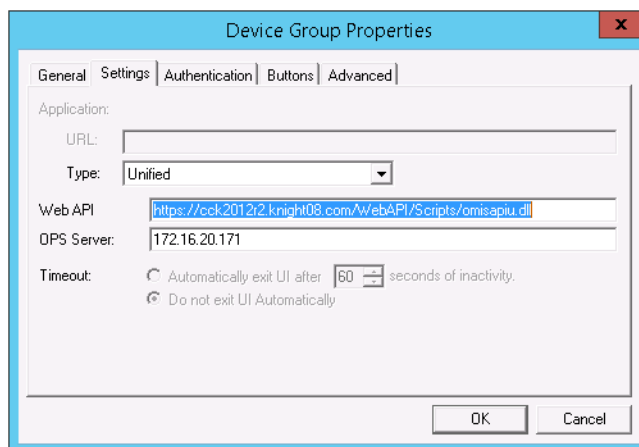 Device Group Properties
x
General Settings Authentication Buttons Advanced
Application:
URL:
Type: Unified
Web API https://cck2012r2.knight08.com/WebAPI/Scripts/omisapiu.dll
OPS Server: 172.16.20.171
Timeout: Automatically exit UI after 60 seconds of inactivity.
Do not exit UI Automatically
OK Cancel